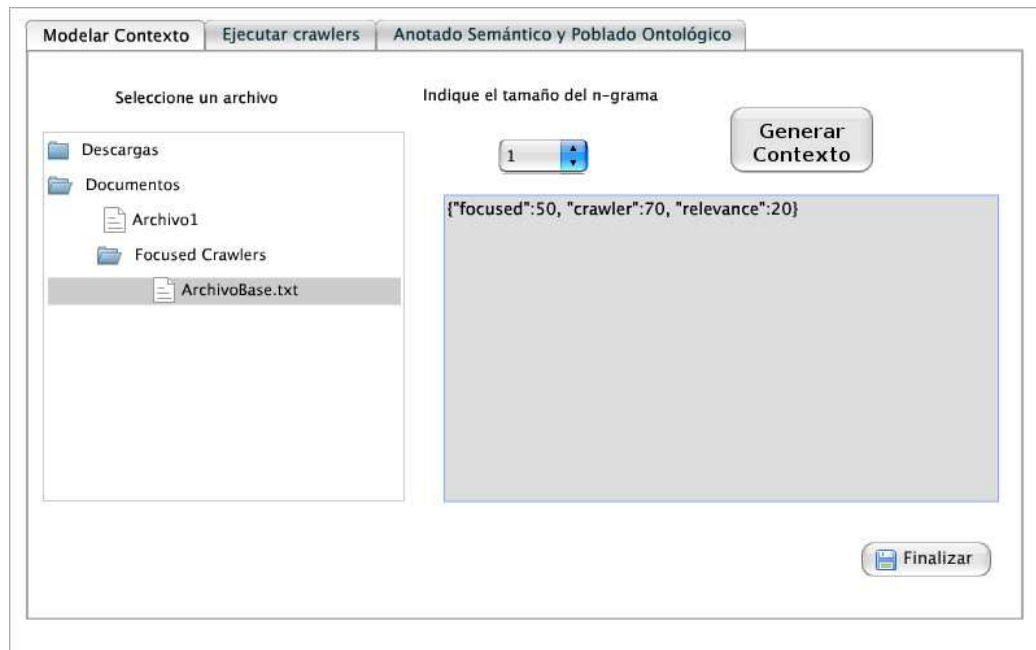 Modelar Contexto
Ejecutar crawlers
Anotado Semántico y Poblado Ontológico
Seleccione un archivo
Indique el tamaño del n-grama
Generar
Contexto
1
Descargas
Documentos
Archivo1
Focused Crawlers
ArchivoBase.txt
{"focused":50, "crawler":70, "relevance":20}
Finalizar